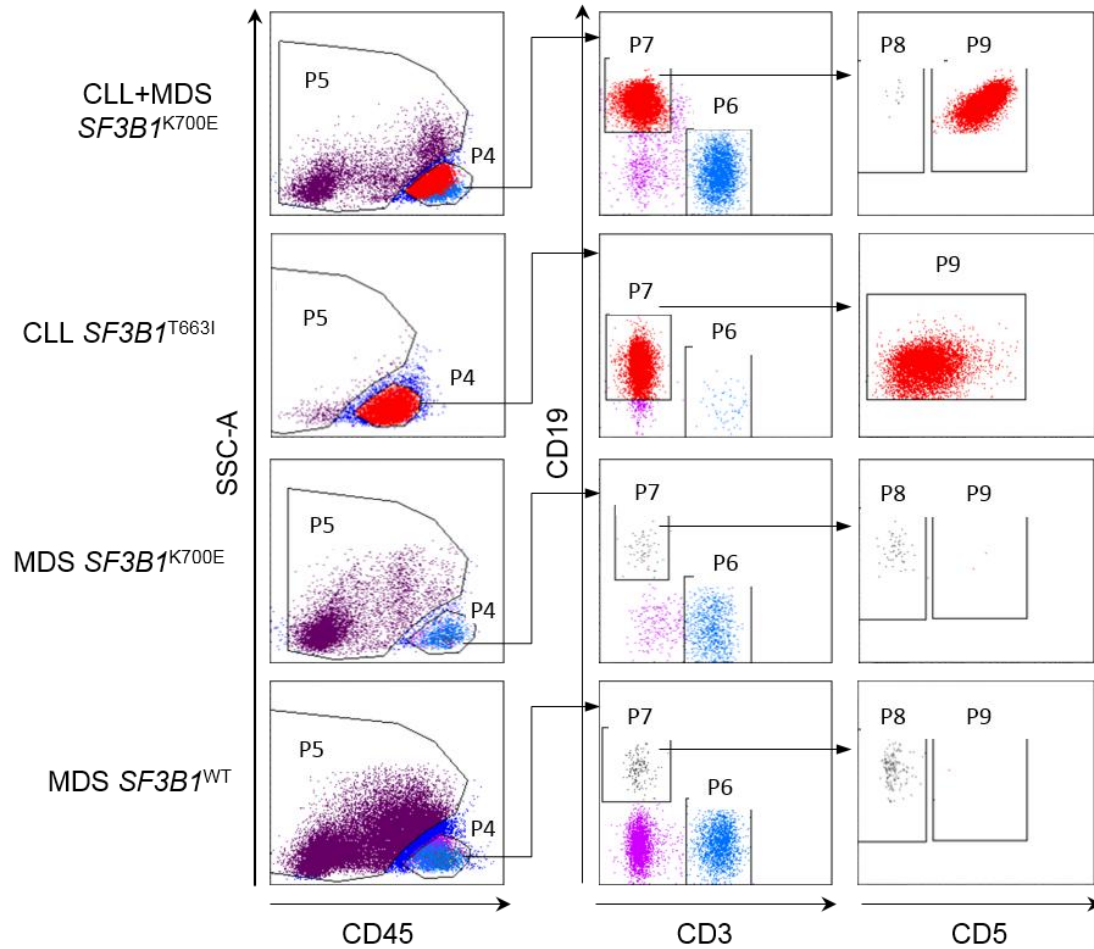 CLL+MDS
SF3B1K700E
P5
P4
P7
P6
P8
P9
CLL SF3B1T663I
P5
P4
P7
P6
P9
MDS SF3B1K700E
P5
P4
P7
P6
P8
P9
MDS SF3B1WT
P5
P4
P7
P6
P8
P9
SSC-A
CD19
CD45
CD3
CD5